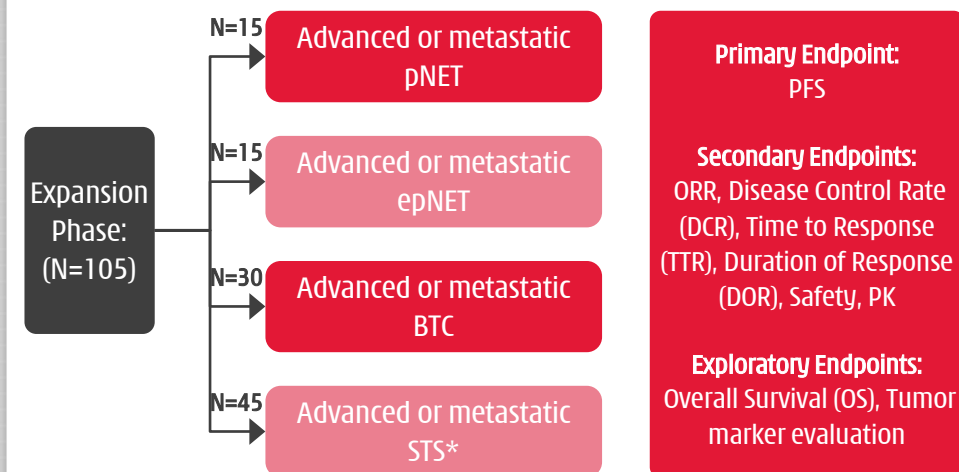 Expansion
Phase:
(N=105)
N=15
Advanced or metastatic
pNET
N=15
Advanced or metastatic
epNET
N=30
Advanced or metastatic
BTC
N=45
Advanced or metastatic
STS*
Primary Endpoint:
PFS
Secondary Endpoints:
ORR, Disease Control Rate
(DCR), Time to Response
(TTR), Duration of Response
(DOR), Safety, PK
Exploratory Endpoints:
Overall Survival (OS), Tumor
marker evaluation